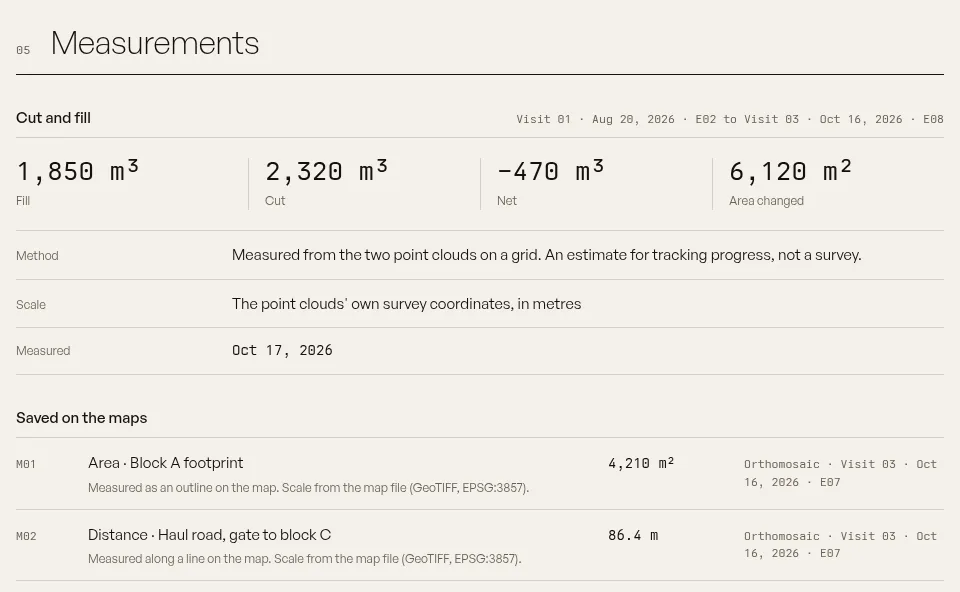 05 Measurements
Cut and fill
Visit 01 · Aug 20, 2026 · E02 to Visit 03 · Oct 16, 2026 · E08
1,850 m³
Fill
2,320 m³
Cut
−470 m³
Net
6,120 m²
Area changed
Method
Measured from the two point clouds on a grid. An estimate for tracking progress, not a survey.
Scale
The point clouds' own survey coordinates, in metres
Measured
Oct 17, 2026
Saved on the maps
M01
Area · Block A footprint
Measured as an outline on the map. Scale from the map file (GeoTIFF, EPSG:3857).
4,210 m²
Orthomosaic · Visit 03 · Oct
16, 2026 · E07
M02
Distance · Haul road, gate to block C
Measured along a line on the map. Scale from the map file (GeoTIFF, EPSG:3857).
86.4 m
Orthomosaic · Visit 03 · Oct
16, 2026 · E07